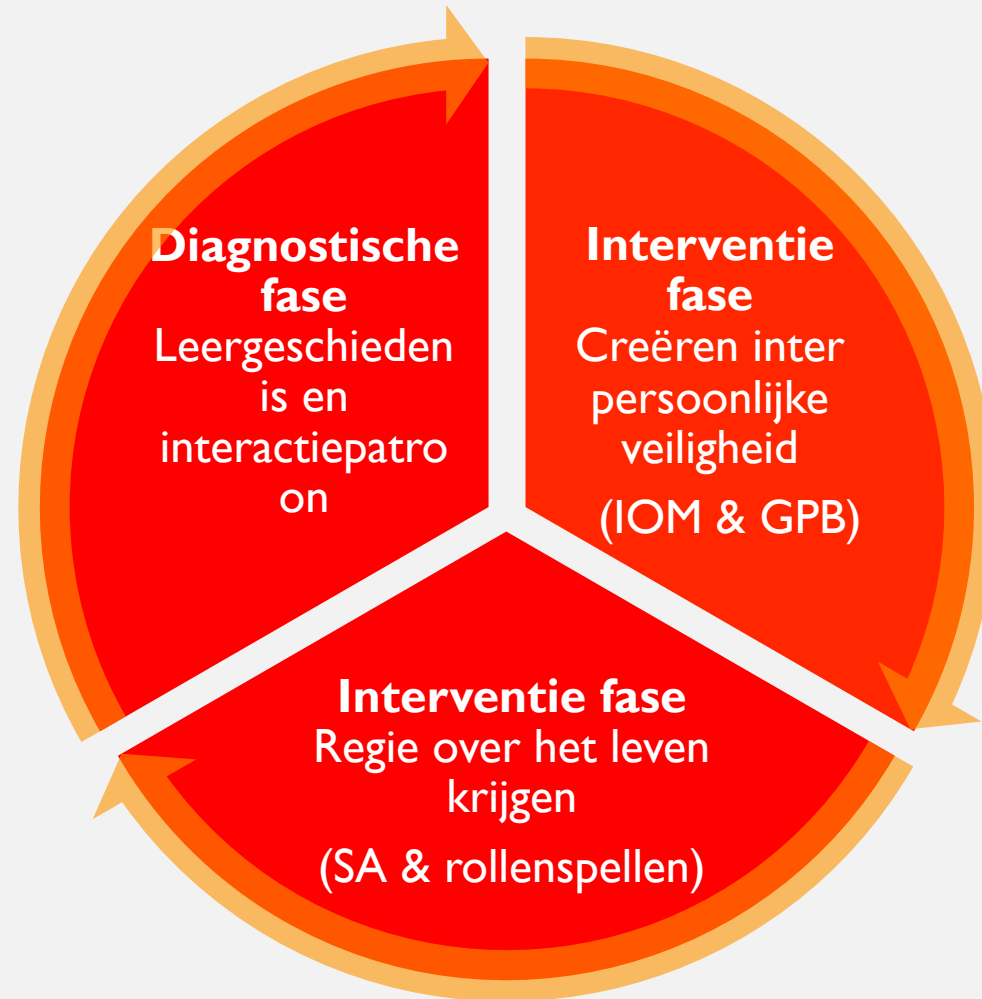 Diagnostische
fase
Leergeschieden
is en
interactiepatro
on
Interventie
fase
Creëren inter
persoonlijke
veiligheid
(IOM & GPB)
Interventie fase
Regie over het leven
krijgen
(SA & rollenspellen)